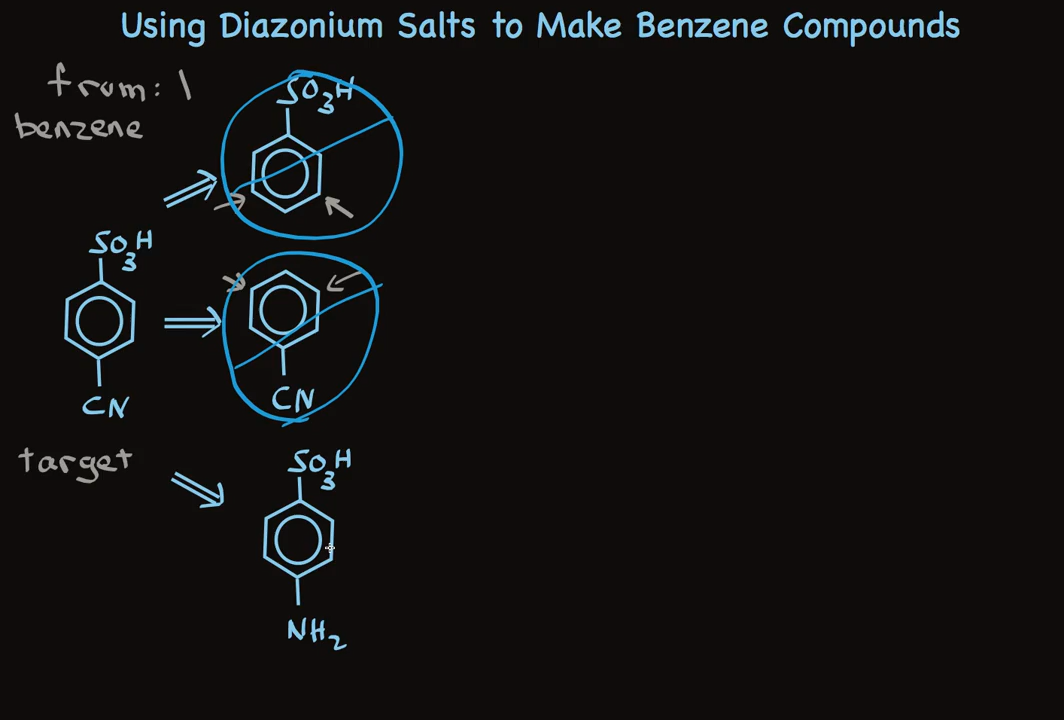 Using Diazonium Salts to Make Benzene Compounds
from: 1
benzene
SO3H
SO3H
CN
CN
target
SO3H
NH2